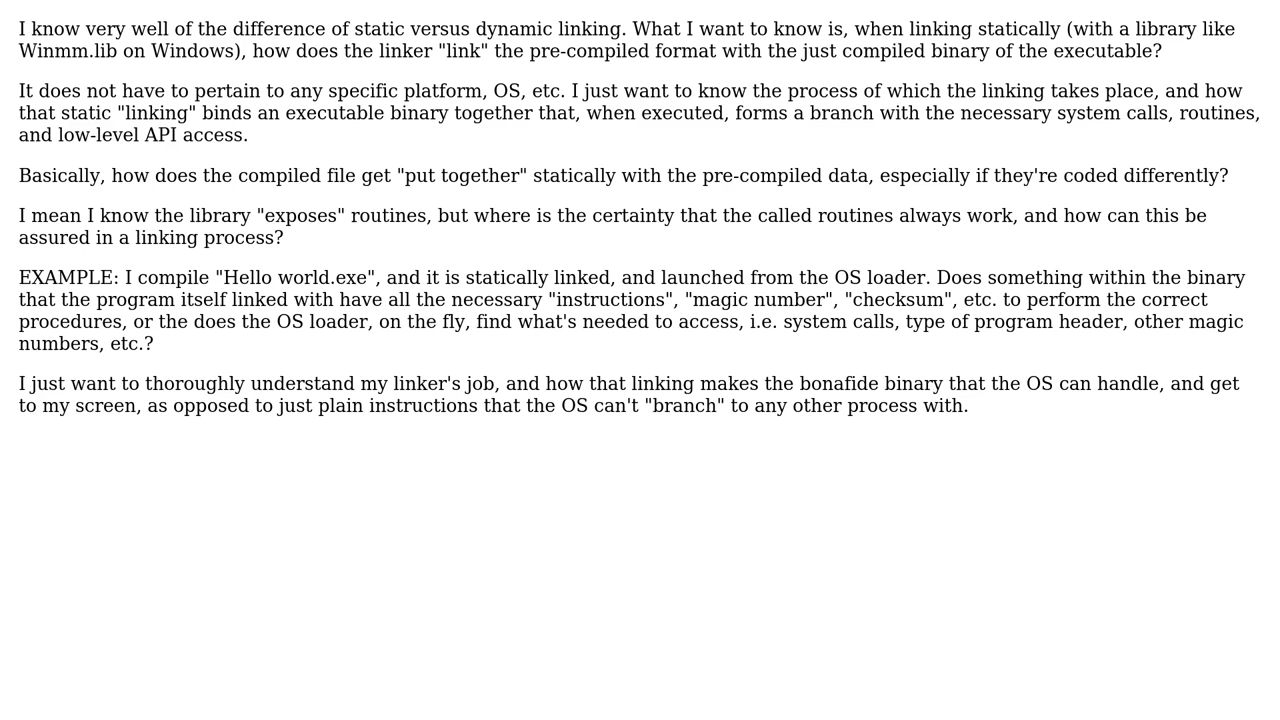 I know very well of the difference of static versus dynamic linking. What I want to know is, when linking statically (with a library like
Winmm.lib on Windows), how does the linker "link" the pre-compiled format with the just compiled binary of the executable?
It does not have to pertain to any specific platform, OS, etc. I just want to know the process of which the linking takes place, and how
that static "linking" binds an executable binary together that, when executed, forms a branch with the necessary system calls, routines,
and low-level API access.
Basically, how does the compiled file get "put together" statically with the pre-compiled data, especially if they're coded differently?
I mean I know the library "exposes" routines, but where is the certainty that the called routines always work, and how can this be
assured in a linking process?
EXAMPLE: I compile "Hello world.exe", and it is statically linked, and launched from the OS loader. Does something within the binary
that the program itself linked with have all the necessary "instructions", "magic number", "checksum", etc. to perform the correct
procedures, or the does the OS loader, on the fly, find what's needed to access, i.e. system calls, type of program header, other magic
numbers, etc.?
I just want to thoroughly understand my linker's job, and how that linking makes the bonafide binary that the OS can handle, and get
to my screen, as opposed to just plain instructions that the OS can't "branch" to any other process with.